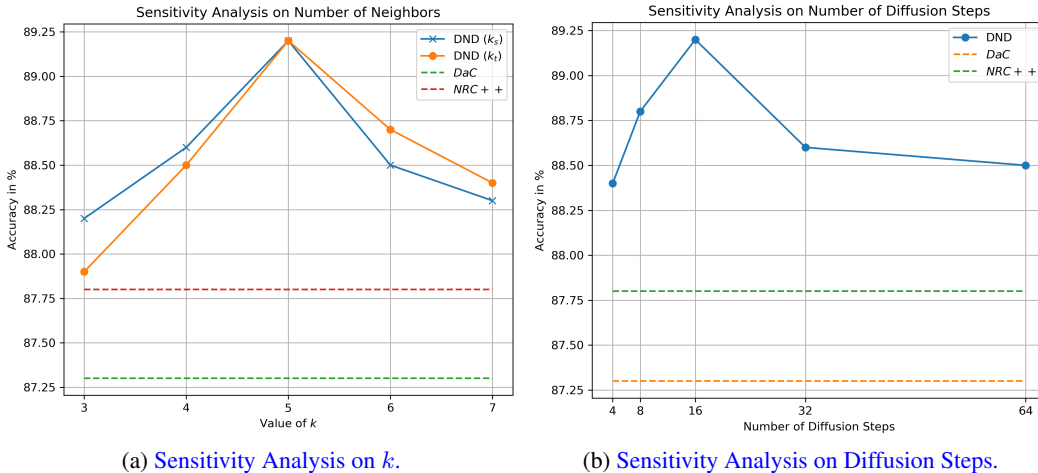 Sensitivity Analysis on Number of Neighbors
89.25
89.00
88.75
88.50
88.25
88.00
87.75
87.50
87.25
Accuracy in %
3 4 5 6 7
Value of k
DND (kₛ)
DND (kₜ)
DaC
NRC + +
(a) Sensitivity Analysis on k.
Sensitivity Analysis on Number of Diffusion Steps
89.25
89.00
88.75
88.50
88.25
88.00
87.75
87.50
87.25
Accuracy in %
4 8 16 32 64
Number of Diffusion Steps
DND
DaC
NRC + +
(b) Sensitivity Analysis on Diffusion Steps.